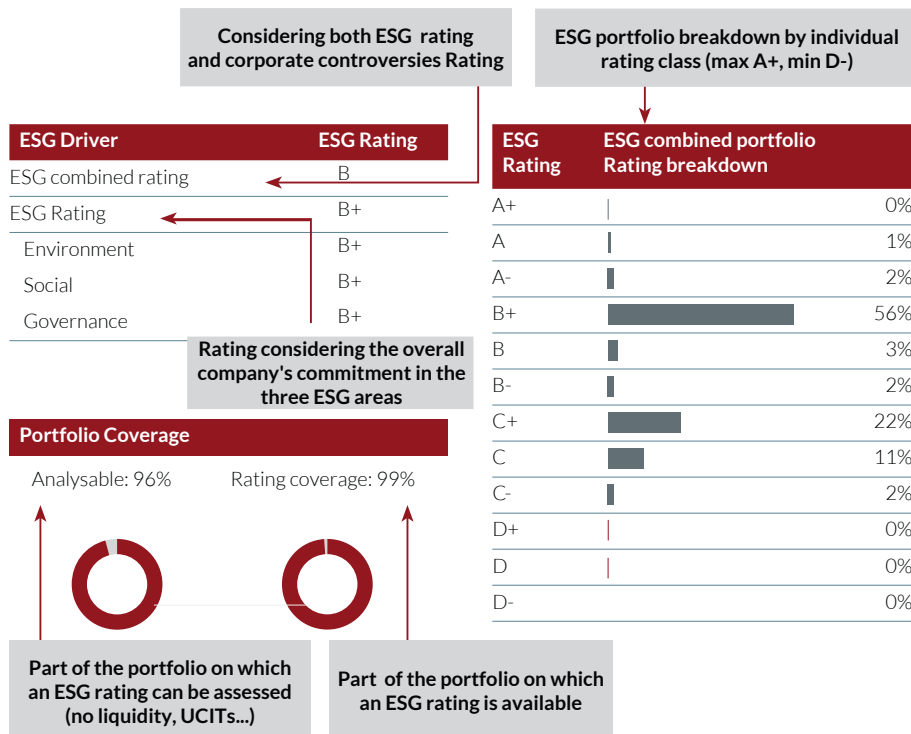 Considering both ESG rating
and corporate controversies Rating
ESG portfolio breakdown by individual
rating class (max A+, min D-)
ESG Driver ESG Rating
ESG combined rating B
ESG Rating B+
Environment B+
Social B+
Governance B+
Rating considering the overall
company's commitment in the
three ESG areas
Portfolio Coverage
Analysable: 96% Rating coverage: 99%
Part of the portfolio on which
an ESG rating can be assessed
(no liquidity, UCITs...)
Part of the portfolio on which
an ESG rating is available
ESG ESG combined portfolio
Rating Rating breakdown
A+ 0%
A 1%
A- 2%
B+ 56%
B 3%
B- 2%
C+ 22%
C 11%
C- 2%
D+ 0%
D 0%
D- 0%